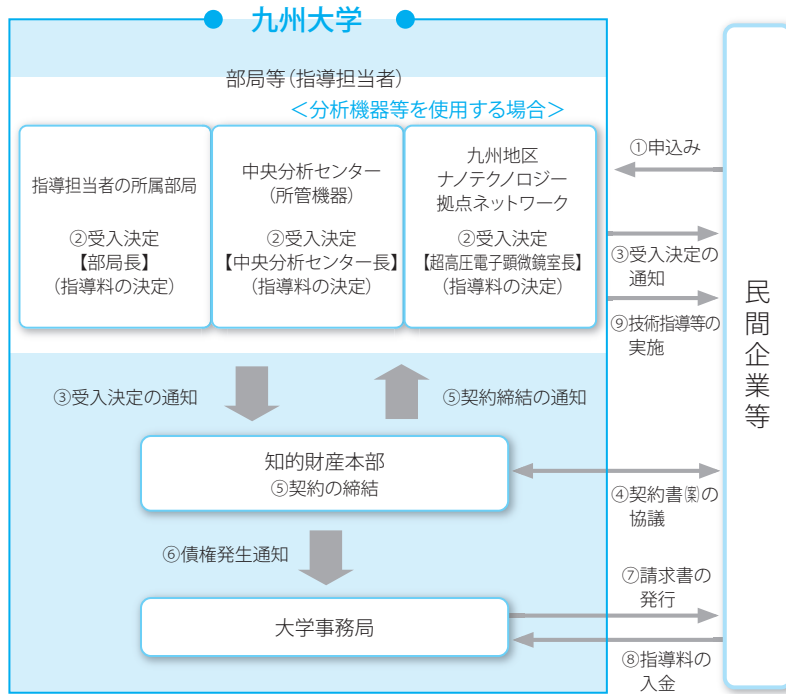 九州大学
部局等(指導担当者)
＜分析機器等を使用する場合＞
指導担当者の所属部局
②受入決定
【部局長】
(指導料の決定)
中央分析センター
(所管機器)
②受入決定
【中央分析センター長】
(指導料の決定)
九州地区
ナノテクノロジー
拠点ネットワーク
②受入決定
【超高圧電子顕微鏡室長】
(指導料の決定)
①申込み
③受入決定の
通知
⑨技術指導等の
実施
民間企業等
③受入決定の通知
⑤契約締結の通知
知的財産本部
⑤契約の締結
④契約書㈼の
協議
⑥債権発生通知
大学事務局
⑦請求書の
発行
⑧指導料の
入金